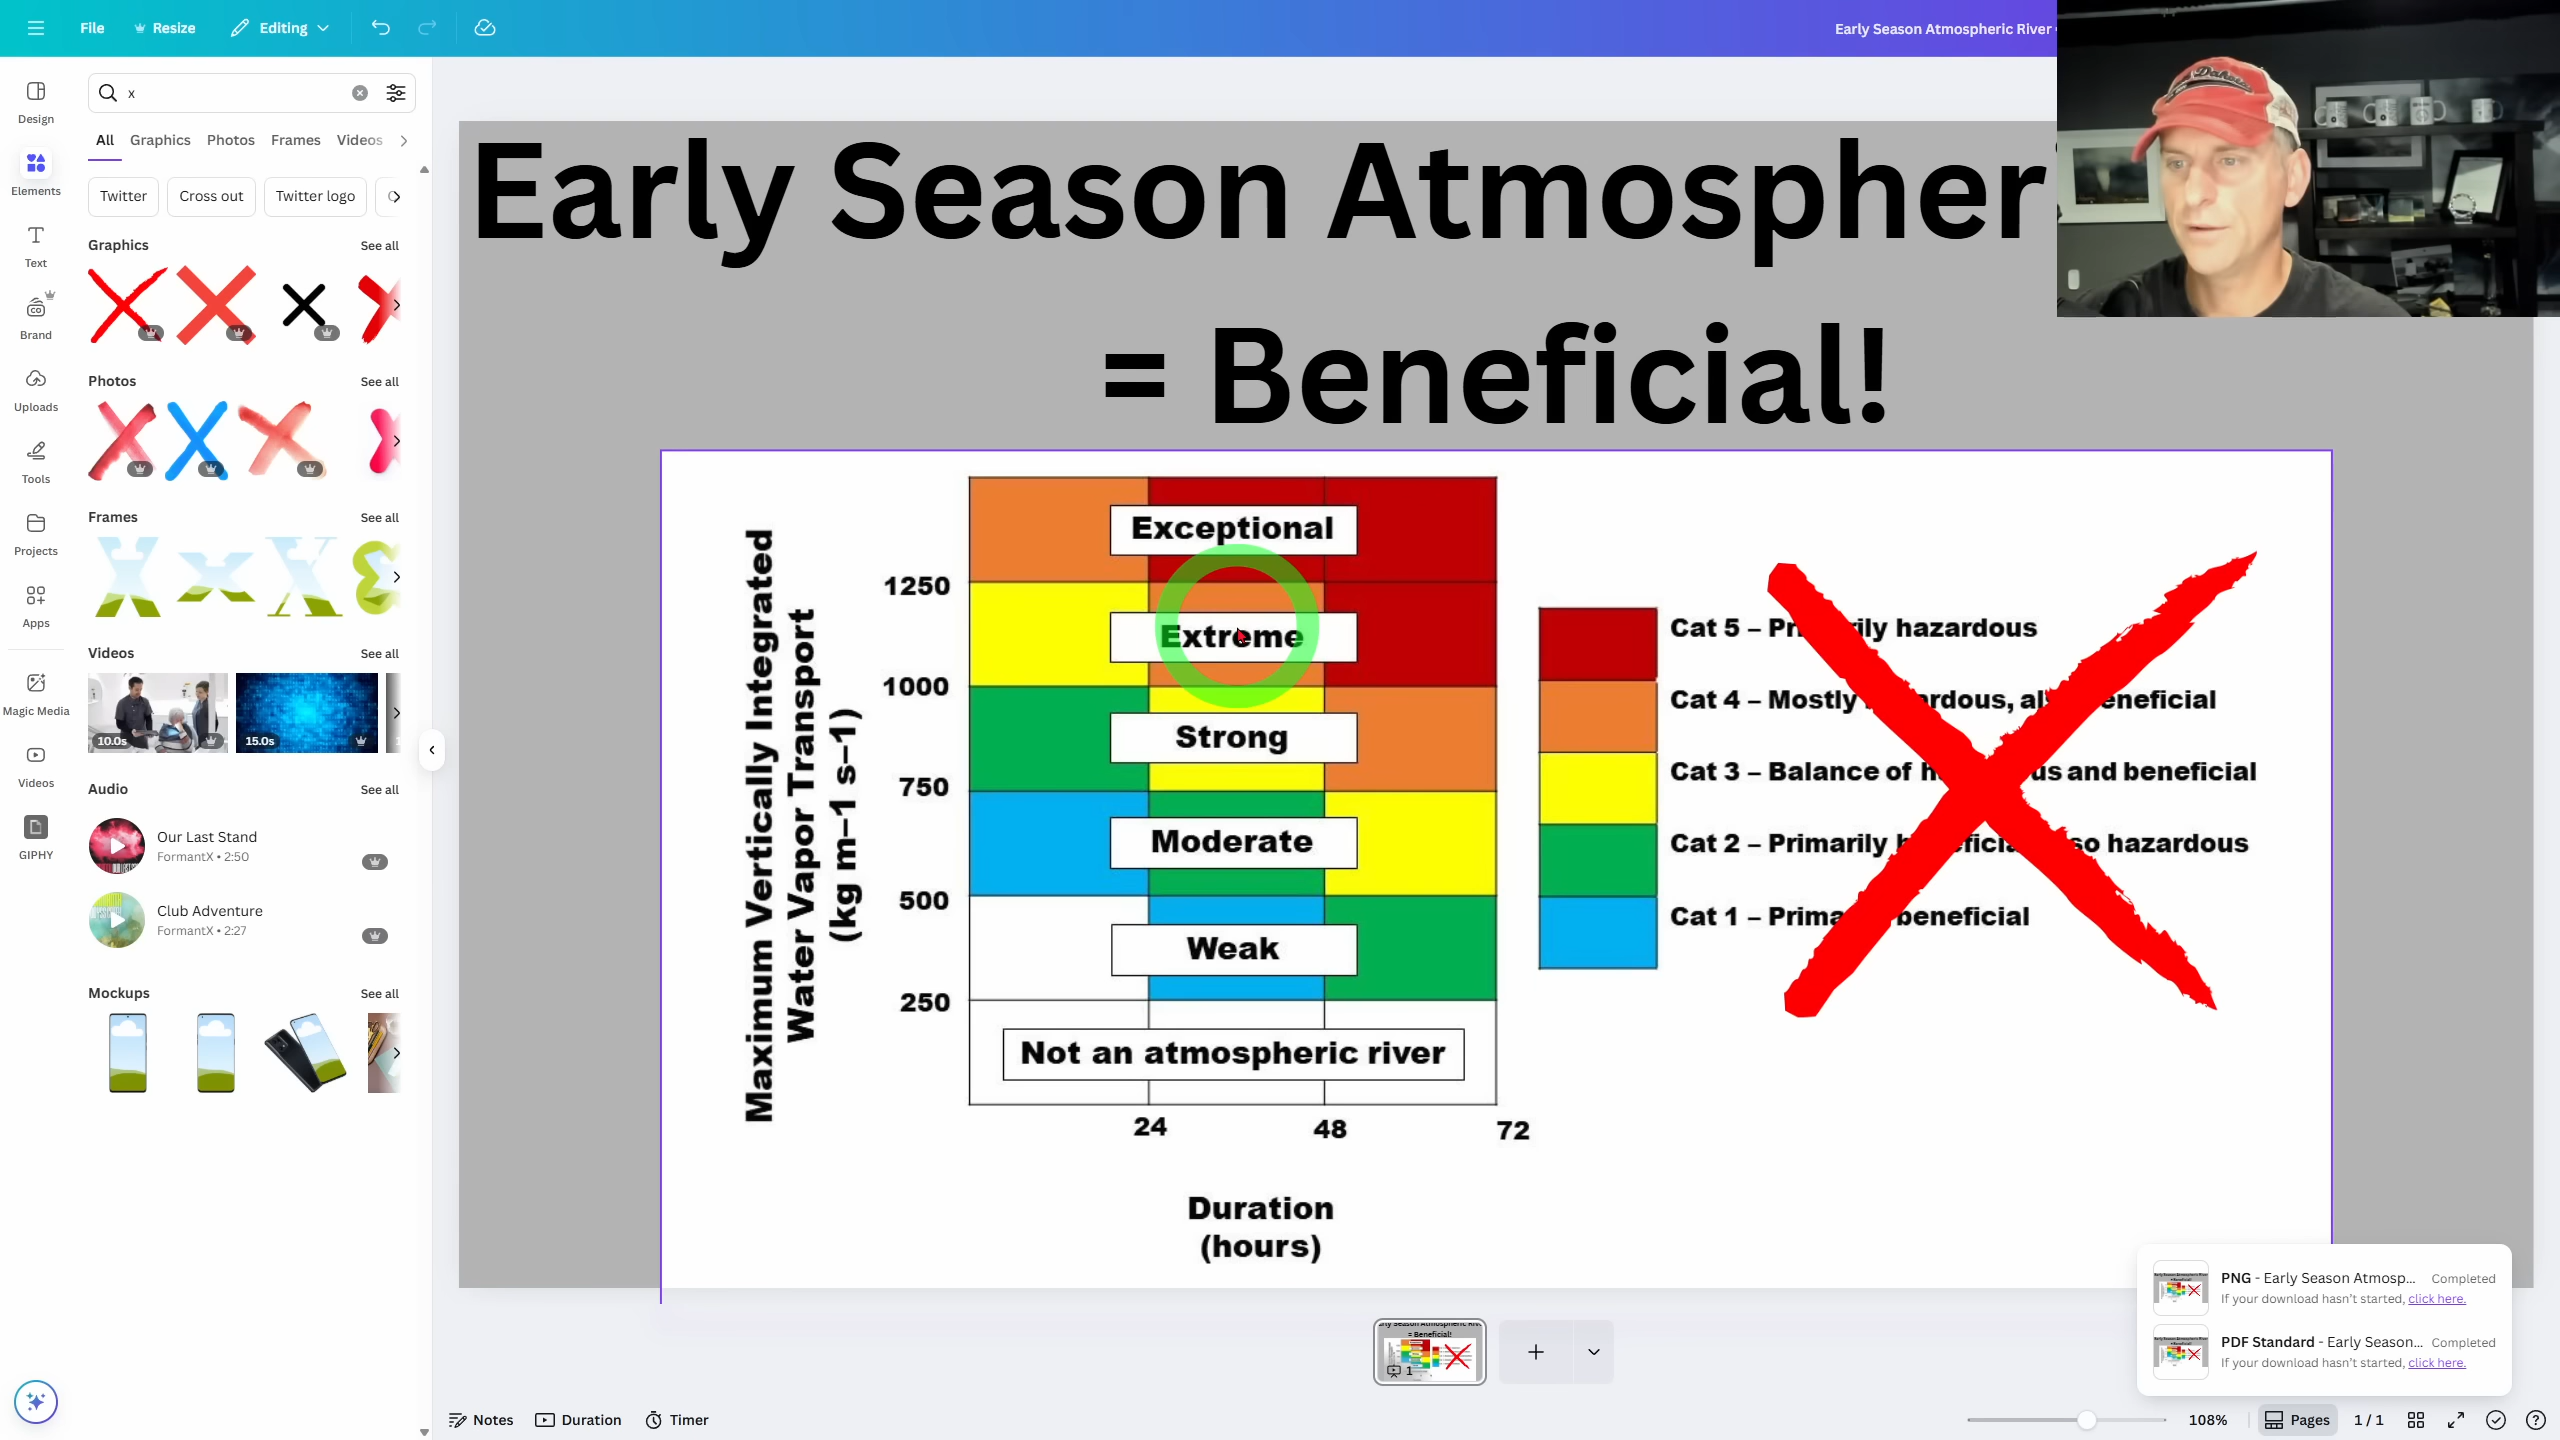 File
Resize
Editing
Early Season Atmospheric River
x
Design
Elements
Text
Brand
Uploads
Tools
Projects
Apps
Magic Media
Videos
GIPHY
All
Graphics
Photos
Frames
Videos
Twitter
Cross out
Twitter logo
Graphics
See all
Photos
See all
Frames
See all
Videos
See all
10.0s
15.0s
Audio
See all
Our Last Stand
FormantX • 2:50
Club Adventure
FormantX • 2:27
Mockups
See all
Early Season Atmospher
= Beneficial!
Maximum Vertically Integrated
Water Vapor Transport
(kg m–1 s–1)
1250
1000
750
500
250
Exceptional
Extreme
Strong
Moderate
Weak
Not an atmospheric river
24
48
72
Duration
(hours)
Cat 5 – Primarily hazardous
Cat 4 – Mostly hazardous, also beneficial
Cat 3 – Balance of hazardous and beneficial
Cat 2 – Primarily beneficial, also hazardous
Cat 1 – Primarily beneficial
PNG - Early Season Atmosp...
Completed
If your download hasn't started, click here.
PDF Standard - Early Season...
Completed
If your download hasn't started, click here.
= Beneficial!
1
Notes
Duration
Timer
108%
Pages
1 / 1